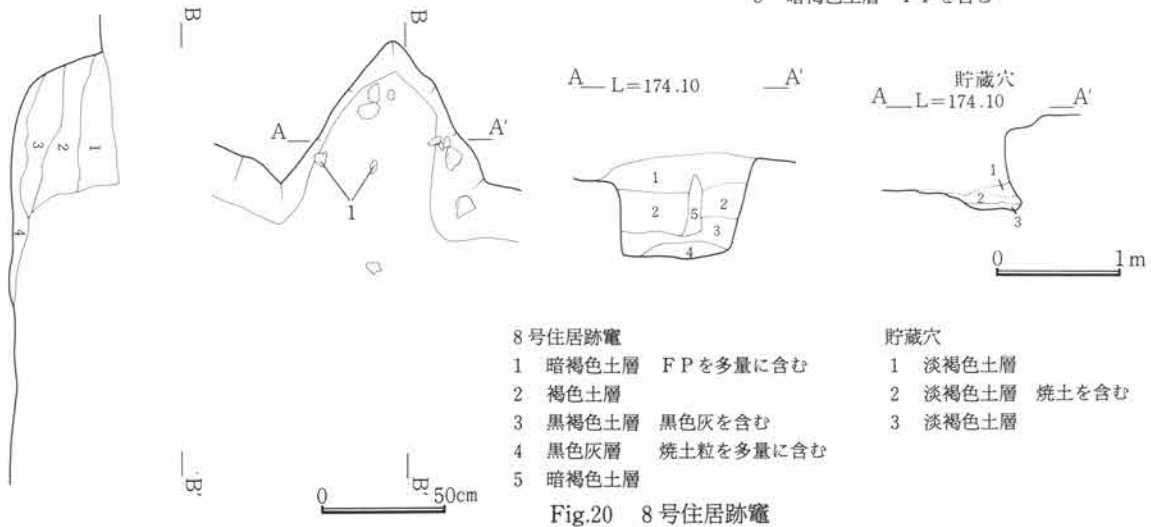 B
B
A
A'
1
3
2
1
4
B'
B'
0
50cm
A
L=174.10
A'
1
2
5
2
3
4
貯蔵穴
A
L=174.10
A'
1
2
3
0
1m
8号住居跡竈
1 暗褐色土層 FPを多量に含む
2 褐色土層
3 黒褐色土層 黒色灰を含む
4 黒色灰層 焼土粒を多量に含む
5 暗褐色土層
貯蔵穴
1 淡褐色土層
2 淡褐色土層 焼土を含む
3 淡褐色土層
Fig.20 8号住居跡竈